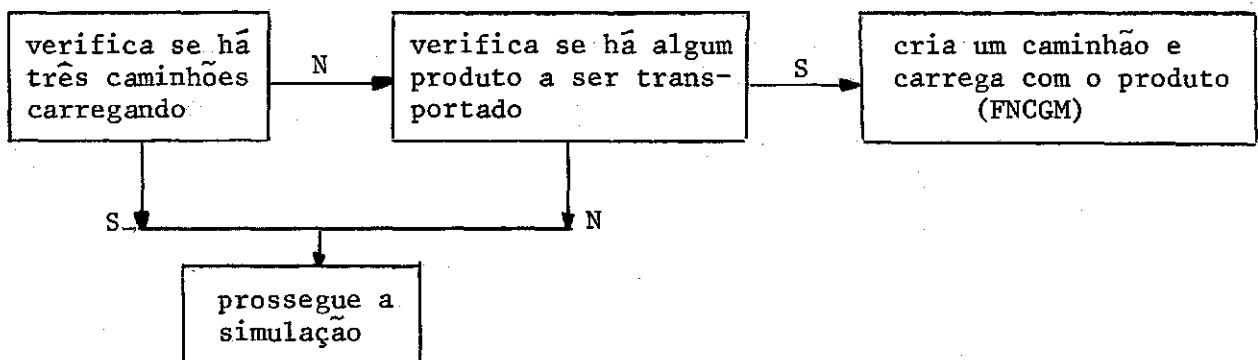 verifica se há
três caminhões
carregando
N
verifica se há algum
produto a ser trans-
portado
S
cria um caminhão e
carrega com o produto
(FNCGM)
S
N
prossegue a
simulação